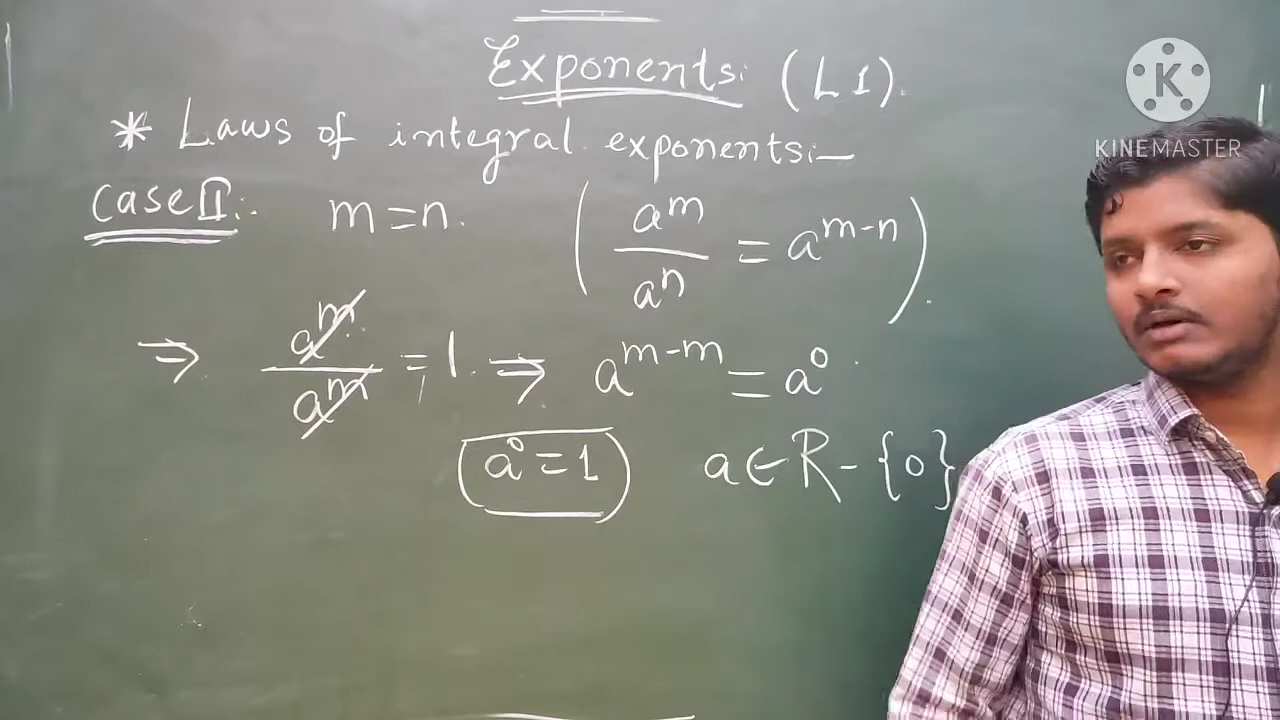 Exponents: (L1).
* Laws of integral exponents:—
Case II:- m = n. (a^m / a^n = a^(m-n)).
⇒ a^m / a^m = 1. ⇒ a^(m-m) = a^0.
a^0 = 1 a ∈ R - {0}
K
KINEMASTER